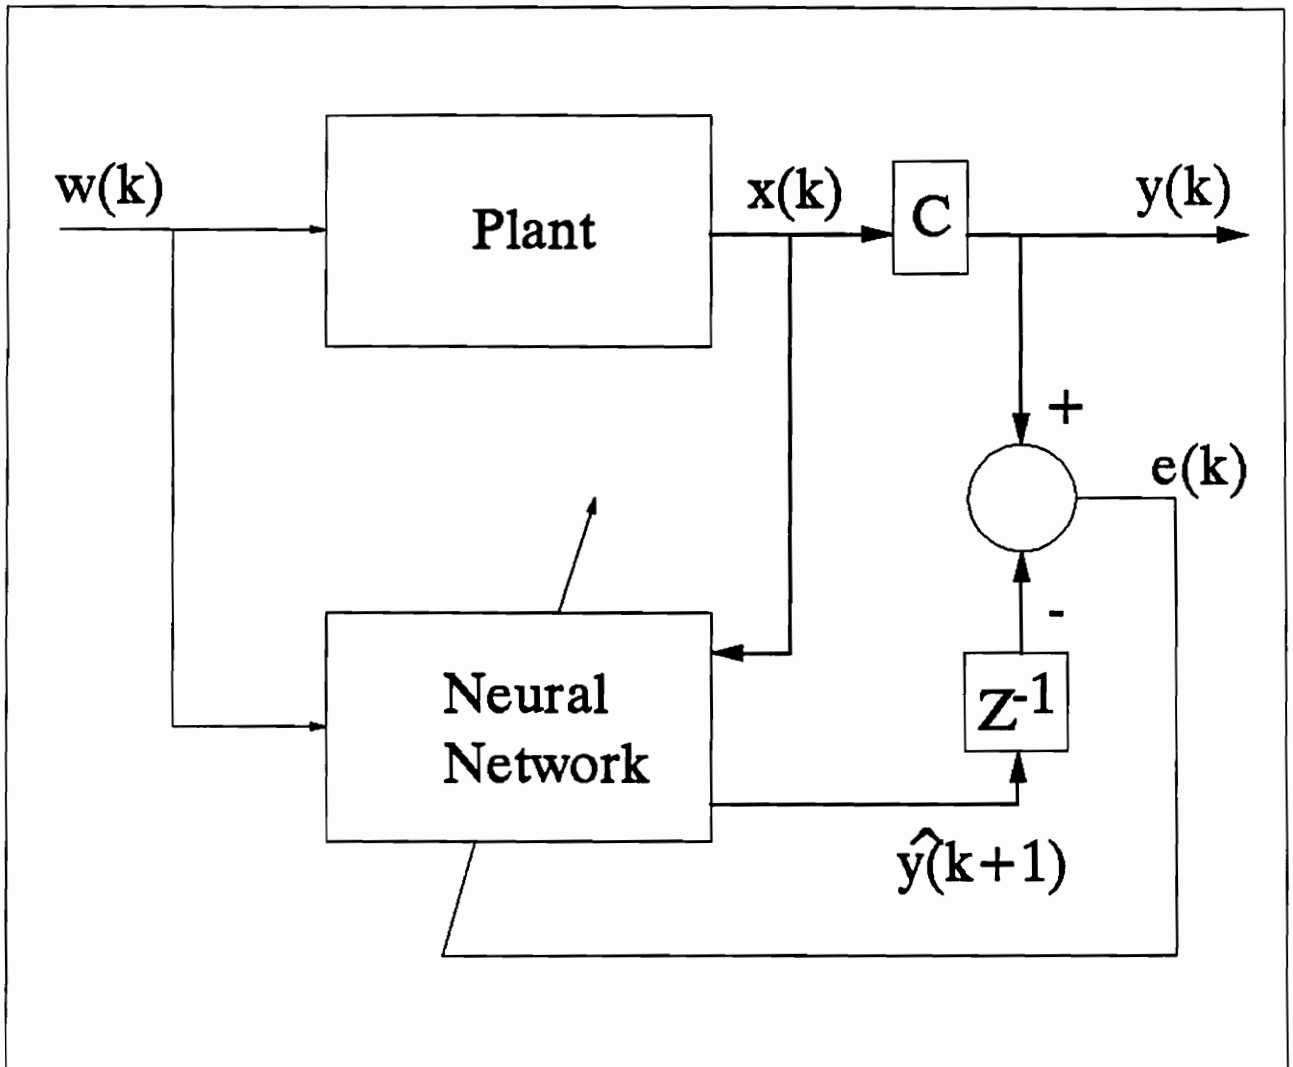 w(k)
Plant
x(k)
C
y(k)
+
e(k)
-
Neural
Network
Z-1
ŷ(k+1)